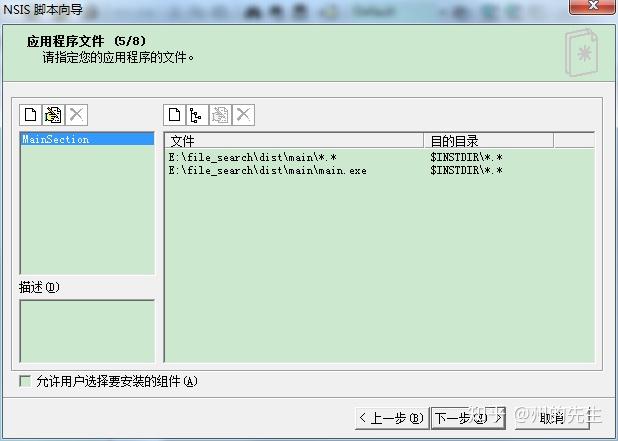 NSIS 脚本向导
Default
应用程序文件 (5/8)
请指定您的应用程序的文件。
MainSection
文件 目的目录
E:\file_search\dist\main\*.* $INSTDIR\*.*
E:\file_search\dist\main\main.exe $INSTDIR\*.*
描述(D)
允许用户选择要安装的组件(A)
< 上一步(B) 下一步(N) > 取消
知乎 @州的先生